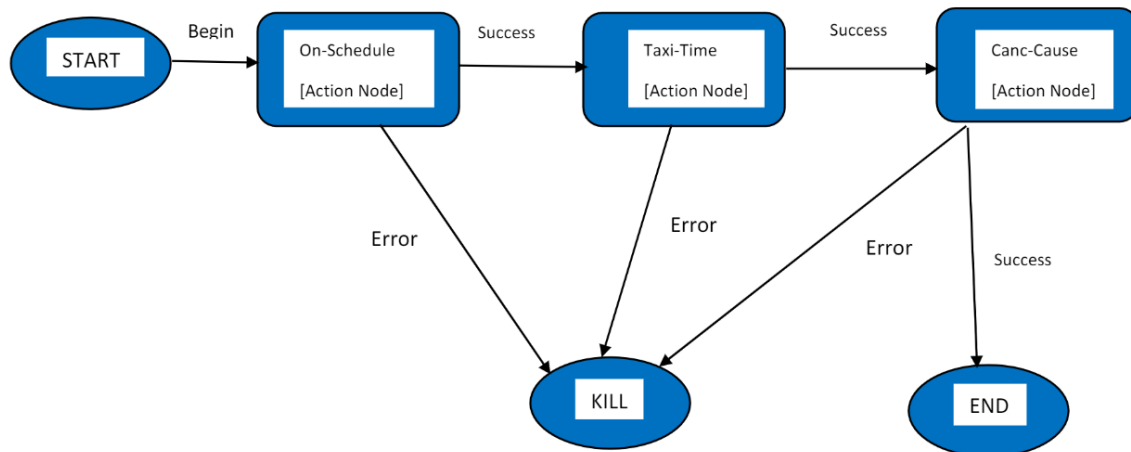 START
Begin
On-Schedule
[Action Node]
Success
Taxi-Time
[Action Node]
Success
Canc-Cause
[Action Node]
Error
Error
Error
Success
KILL
END